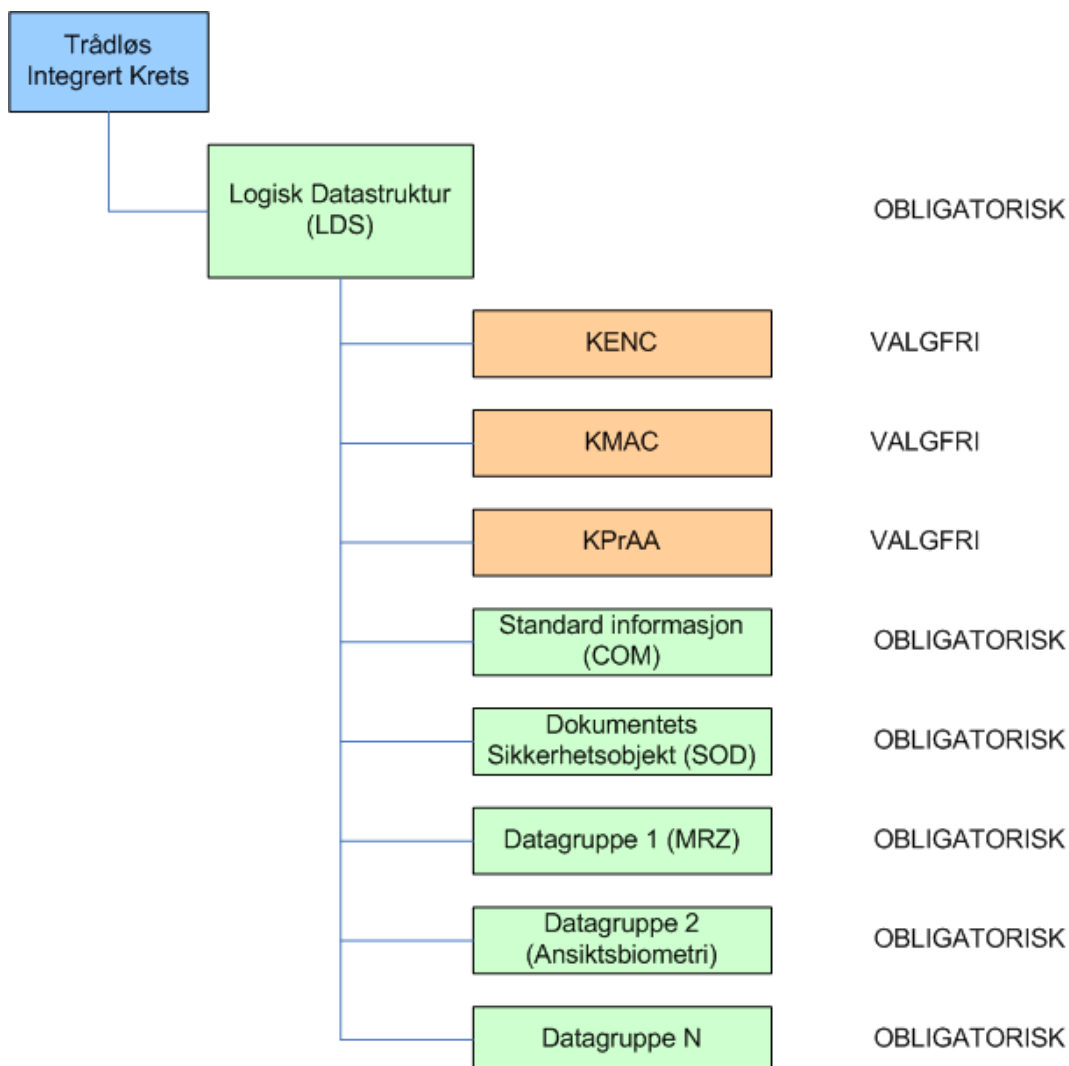 Trådløs
Integrert Krets
Logisk Datastruktur
(LDS)
OBLIGATORISK
KENC
VALGFRI
KMAC
VALGFRI
KPrAA
VALGFRI
Standard informasjon
(COM)
OBLIGATORISK
Dokumentets
Sikkerhetsobjekt (SOD)
OBLIGATORISK
Datagruppe 1 (MRZ)
OBLIGATORISK
Datagruppe 2
(Ansiktsbiometri)
OBLIGATORISK
Datagruppe N
OBLIGATORISK